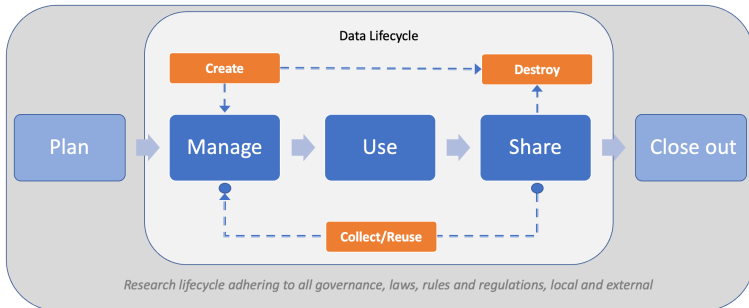 Data Lifecycle
Create
Destroy
Plan
Manage
Use
Share
Close out
Collect/Reuse
Research lifecycle adhering to all governance, laws, rules and regulations, local and external